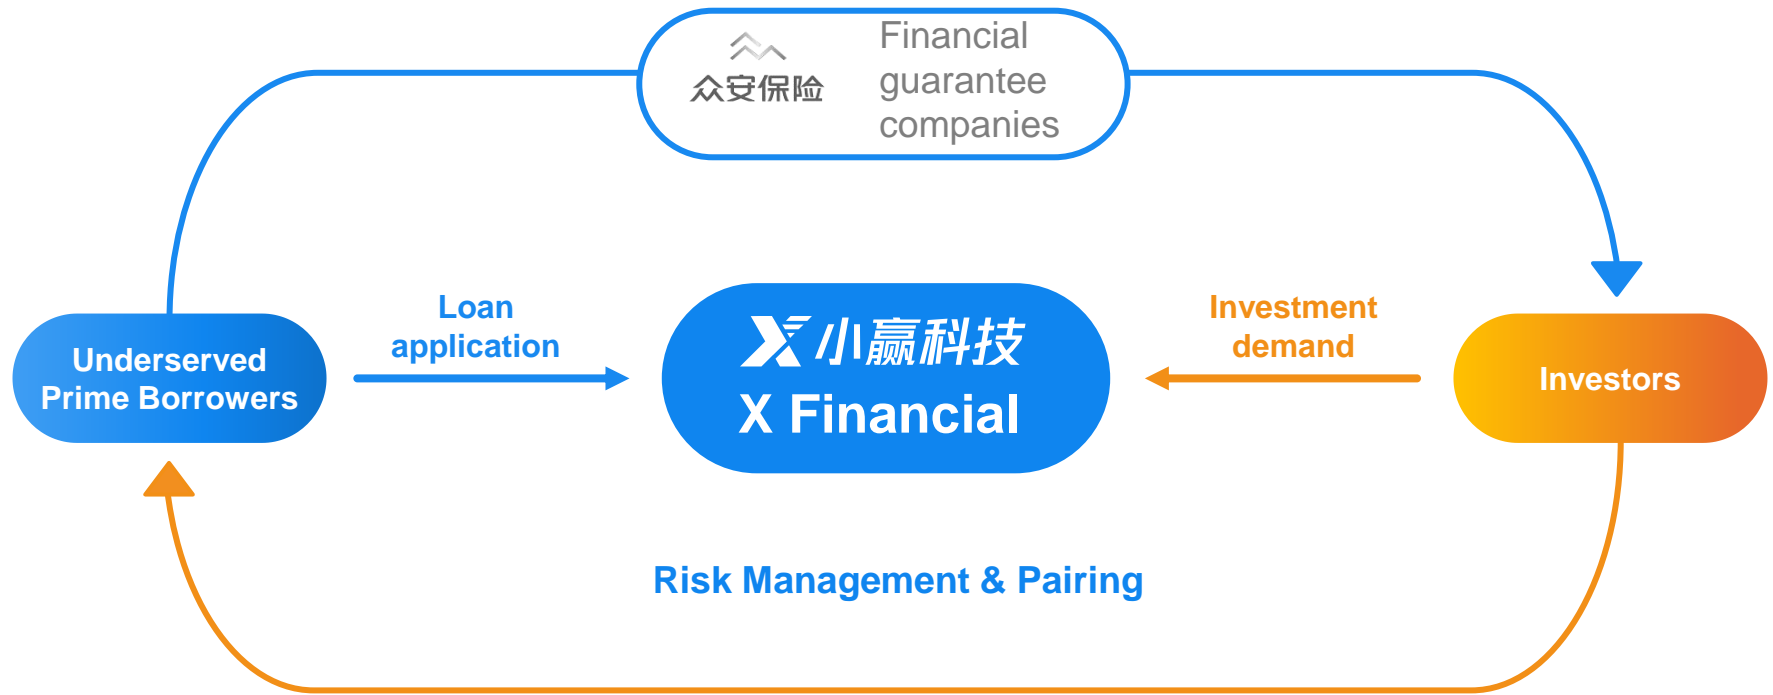 众安保险
Financial
guarantee
companies
Underserved
Prime Borrowers
Loan
application
X小赢科技
X Financial
Investment
demand
Investors
Risk Management & Pairing